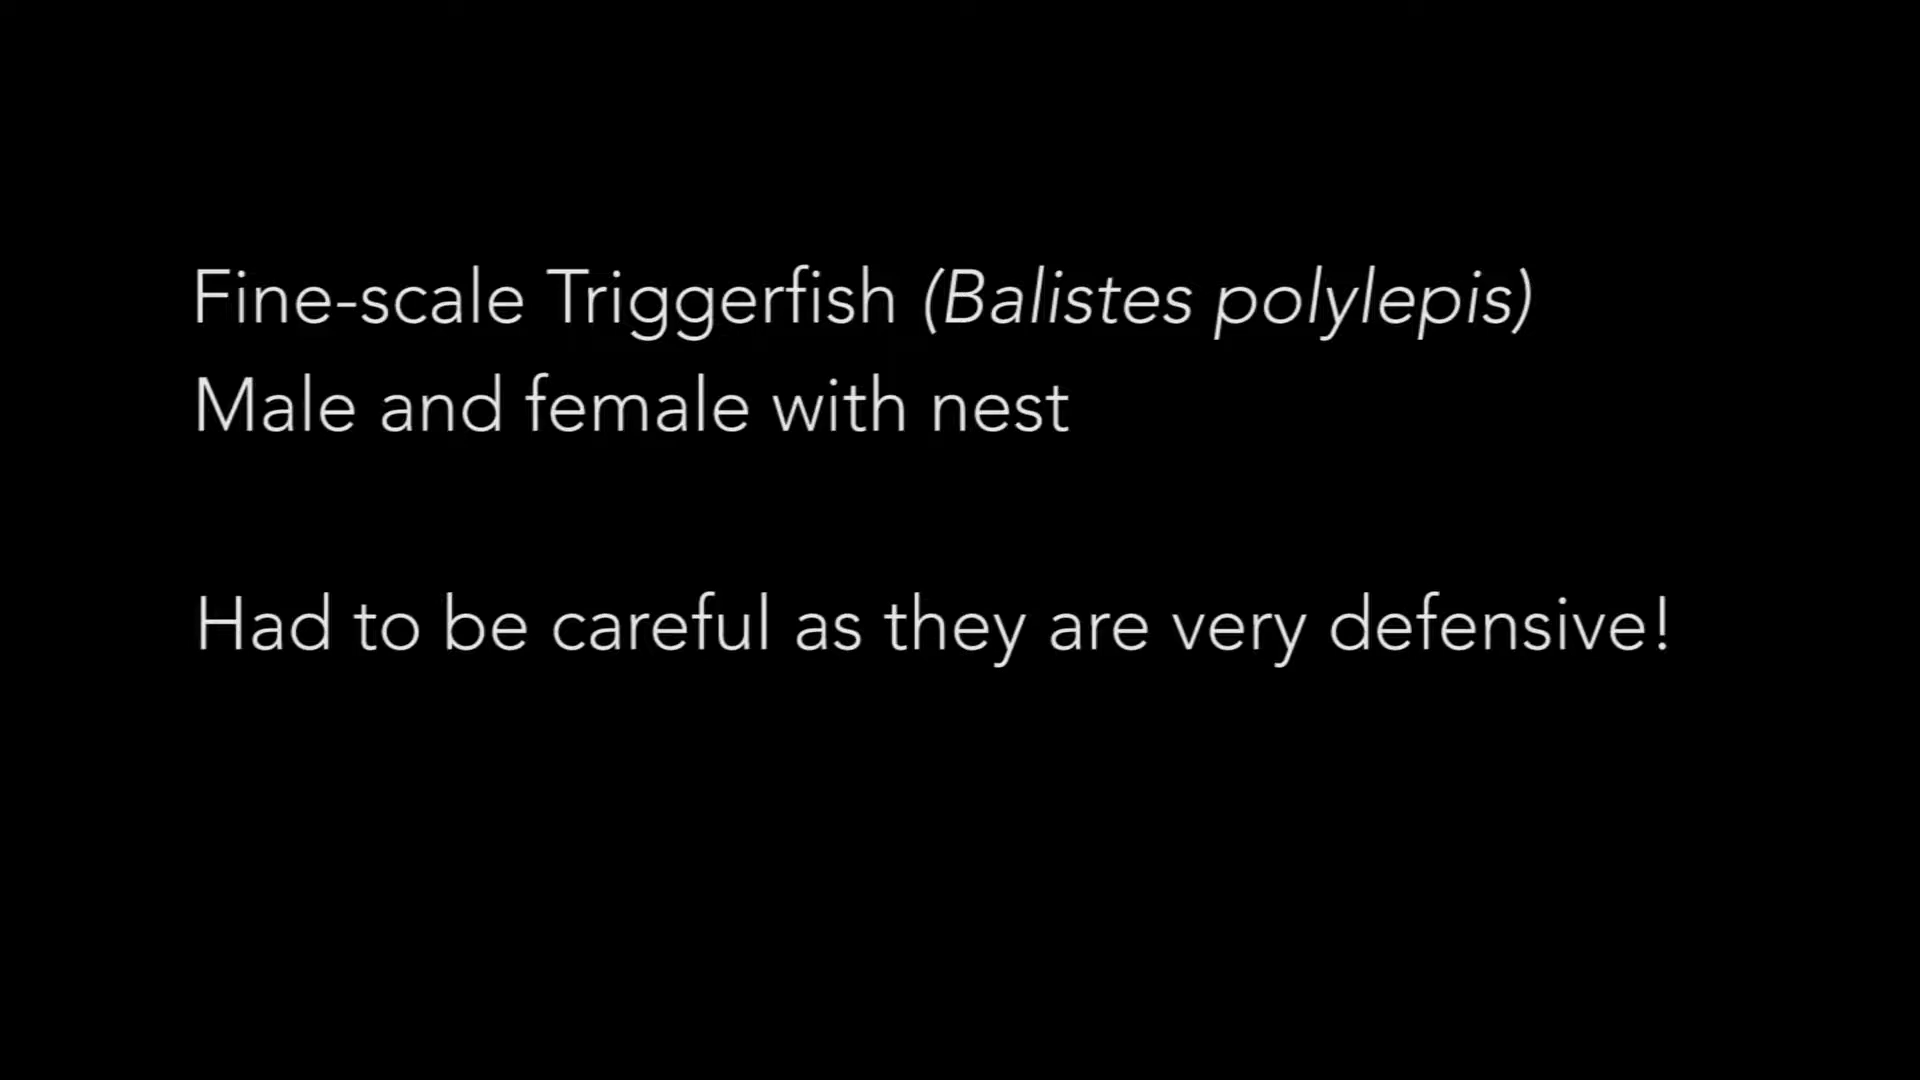 Fine-scale Triggerfish (Balistes polylepis)
Male and female with nest
Had to be careful as they are very defensive!